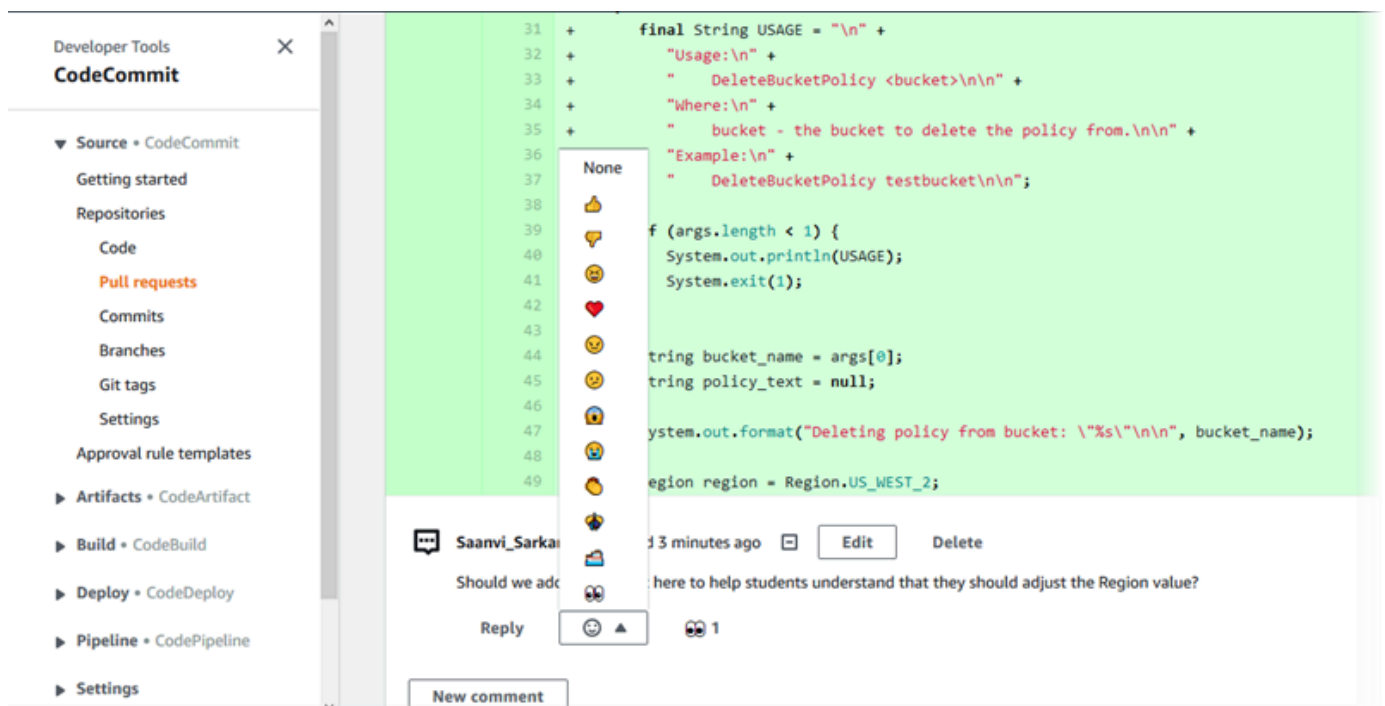 Developer Tools
CodeCommit
Source • CodeCommit
Getting started
Repositories
Code
Pull requests
Commits
Branches
Git tags
Settings
Approval rule templates
Artifacts • CodeArtifact
Build • CodeBuild
Deploy • CodeDeploy
Pipeline • CodePipeline
Settings
31 + final String USAGE = "\n" +
32 + "Usage:\n" +
33 + "    DeleteBucketPolicy <bucket>\n\n" +
34 + "Where:\n" +
35 + "    bucket - the bucket to delete the policy from.\n\n" +
36 "Example:\n" +
37 "    DeleteBucketPolicy testbucket\n\n";
38
39 f (args.length < 1) {
40 System.out.println(USAGE);
41 System.exit(1);
42
43
44 tring bucket_name = args[0];
45 tring policy_text = null;
46
47 ystem.out.format("Deleting policy from bucket: \"%s\"\n\n", bucket_name);
48
49 egion region = Region.US_WEST_2;
None
Saanvi_Sarka d 3 minutes ago Edit Delete
Should we add here to help students understand that they should adjust the Region value?
Reply 1
New comment